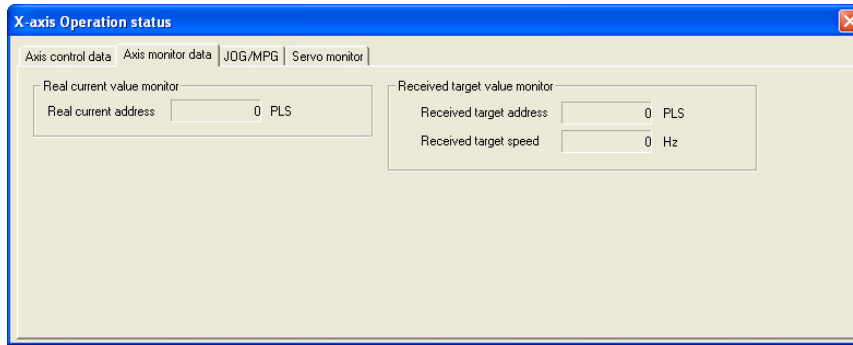 X-axis Operation status
Axis control data Axis monitor data JOG/MPG Servo monitor
Real current value monitor
Real current address 0 PLS
Received target value monitor
Received target address 0 PLS
Received target speed 0 Hz